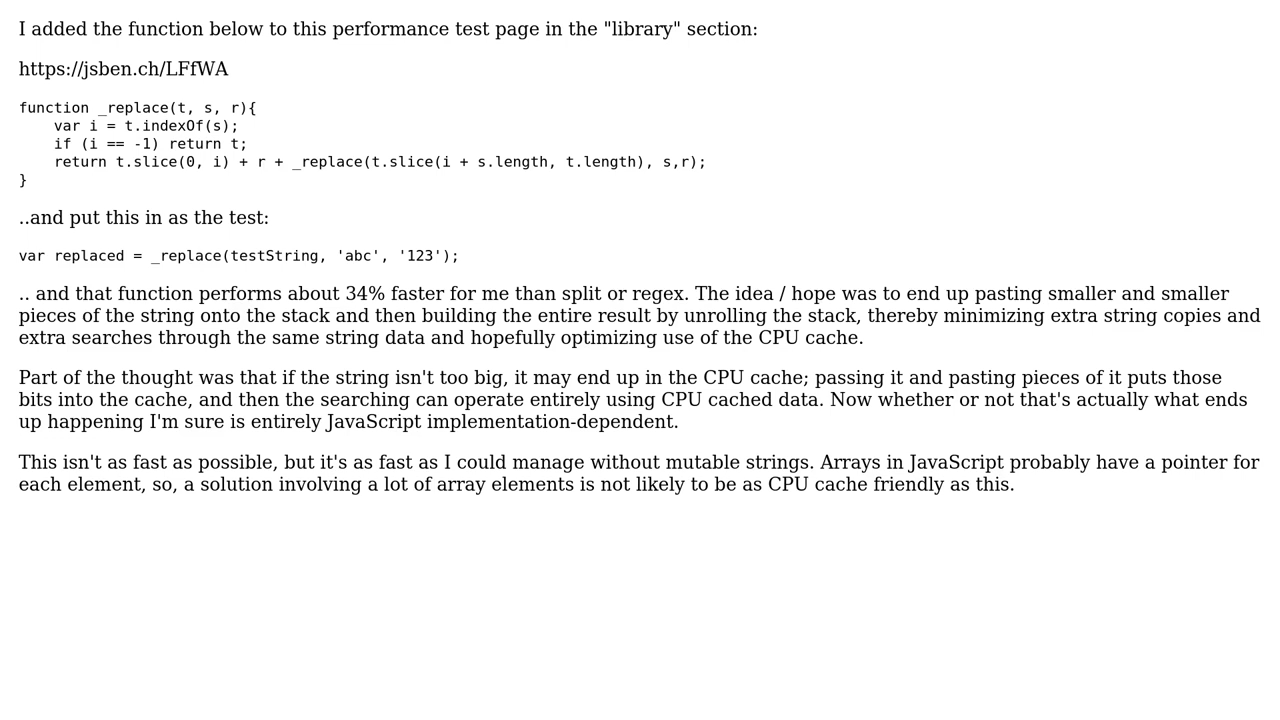 I added the function below to this performance test page in the "library" section:
https://jsben.ch/LFfWA
function _replace(t, s, r){
    var i = t.indexOf(s);
    if (i == -1) return t;
    return t.slice(0, i) + r + _replace(t.slice(i + s.length, t.length), s,r);
}
..and put this in as the test:
var replaced = _replace(testString, 'abc', '123');
.. and that function performs about 34% faster for me than split or regex. The idea / hope was to end up pasting smaller and smaller
pieces of the string onto the stack and then building the entire result by unrolling the stack, thereby minimizing extra string copies and
extra searches through the same string data and hopefully optimizing use of the CPU cache.
Part of the thought was that if the string isn't too big, it may end up in the CPU cache; passing it and pasting pieces of it puts those
bits into the cache, and then the searching can operate entirely using CPU cached data. Now whether or not that's actually what ends
up happening I'm sure is entirely JavaScript implementation-dependent.
This isn't as fast as possible, but it's as fast as I could manage without mutable strings. Arrays in JavaScript probably have a pointer for
each element, so, a solution involving a lot of array elements is not likely to be as CPU cache friendly as this.